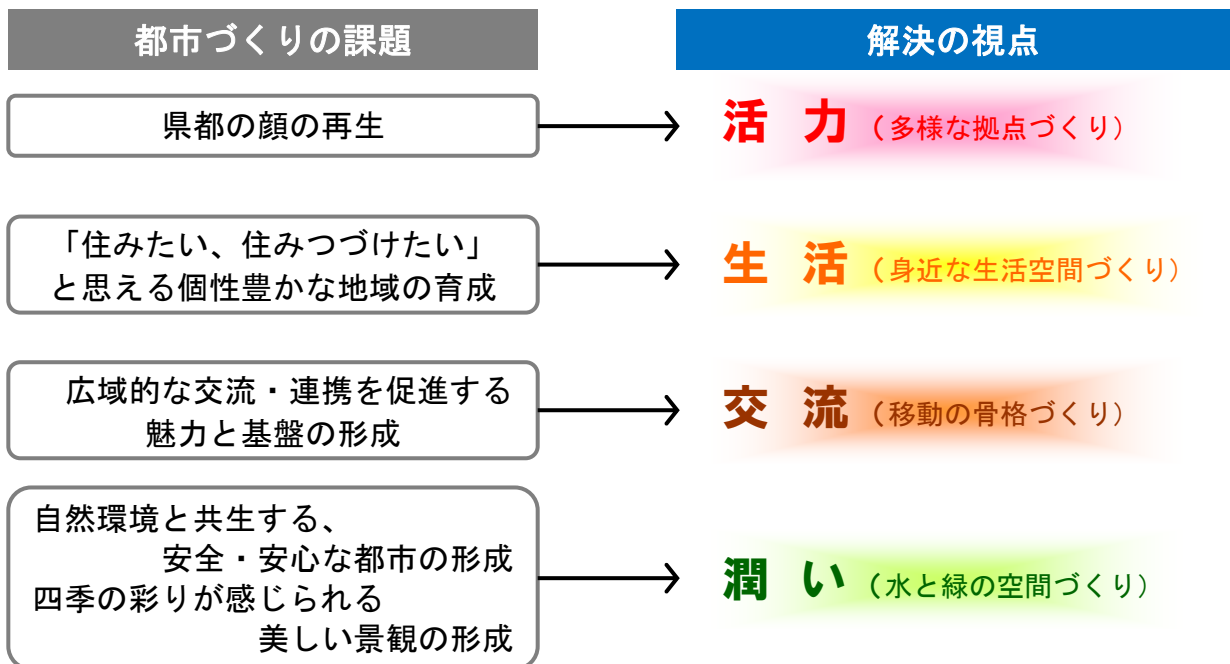 都市づくりの課題
解決の視点
県都の顔の再生
活 力（多様な拠点づくり）
「住みたい、住みつづけたい」
と思える個性豊かな地域の育成
生 活（身近な生活空間づくり）
広域的な交流・連携を促進する
魅力と基盤の形成
交 流（移動の骨格づくり）
自然環境と共生する、
安全・安心な都市の形成
四季の彩りが感じられる
美しい景観の形成
潤 い（水と緑の空間づくり）